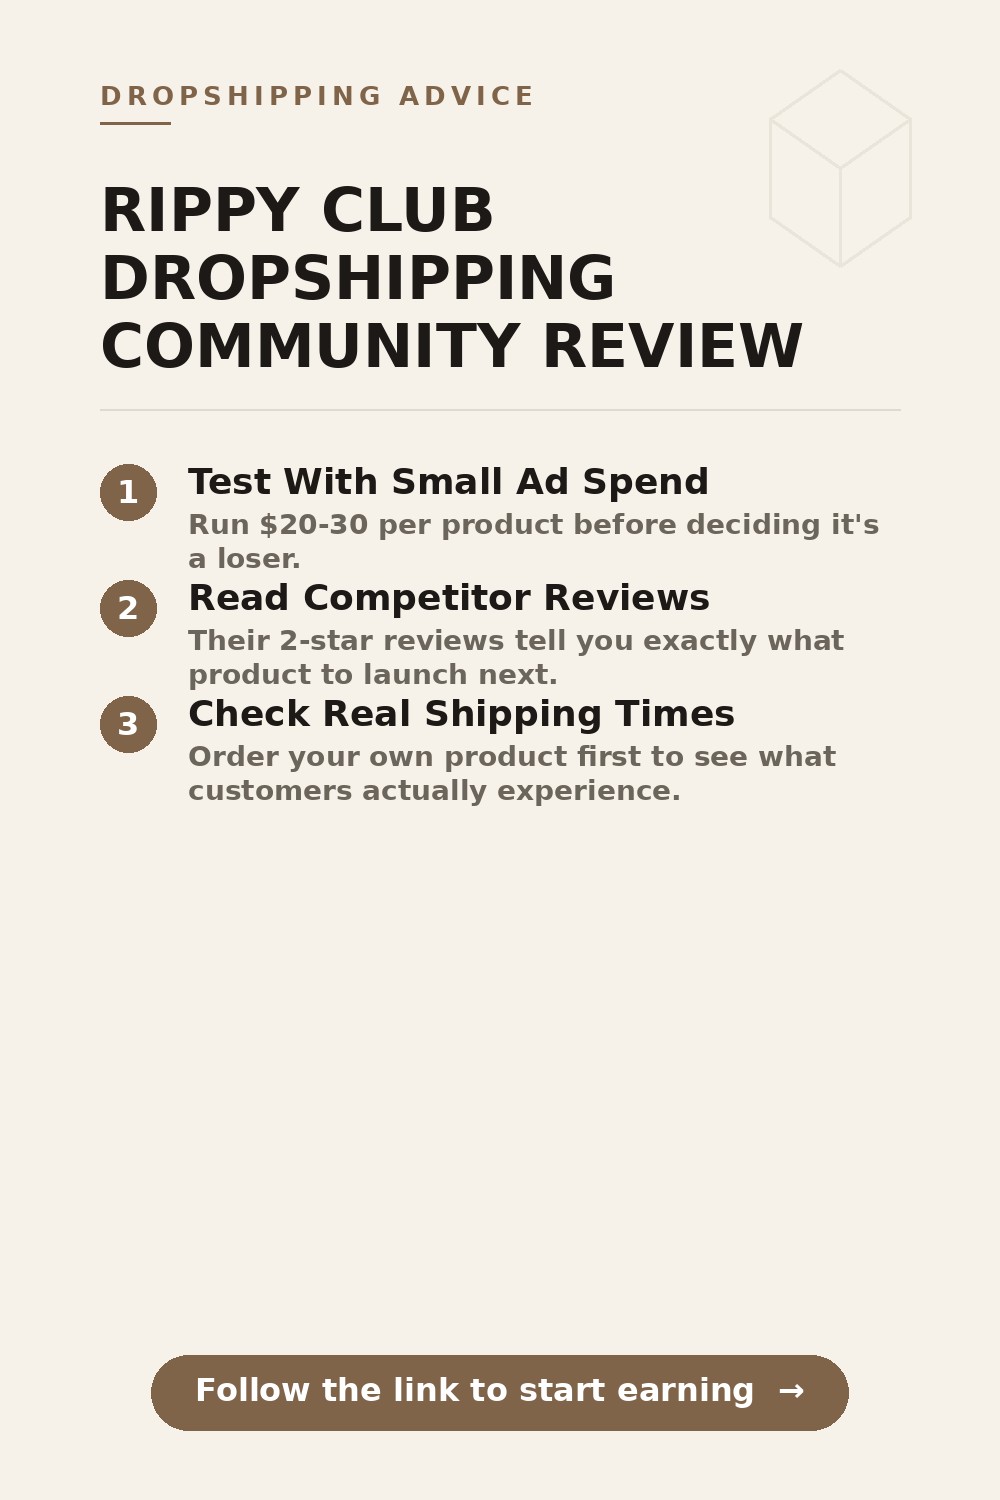 DROPSHIPPING ADVICE
RIPPY CLUB
DROPSHIPPING
COMMUNITY REVIEW
1 Test With Small Ad Spend
Run $20-30 per product before deciding it's
a loser.
2 Read Competitor Reviews
Their 2-star reviews tell you exactly what
product to launch next.
3 Check Real Shipping Times
Order your own product first to see what
customers actually experience.
Follow the link to start earning →